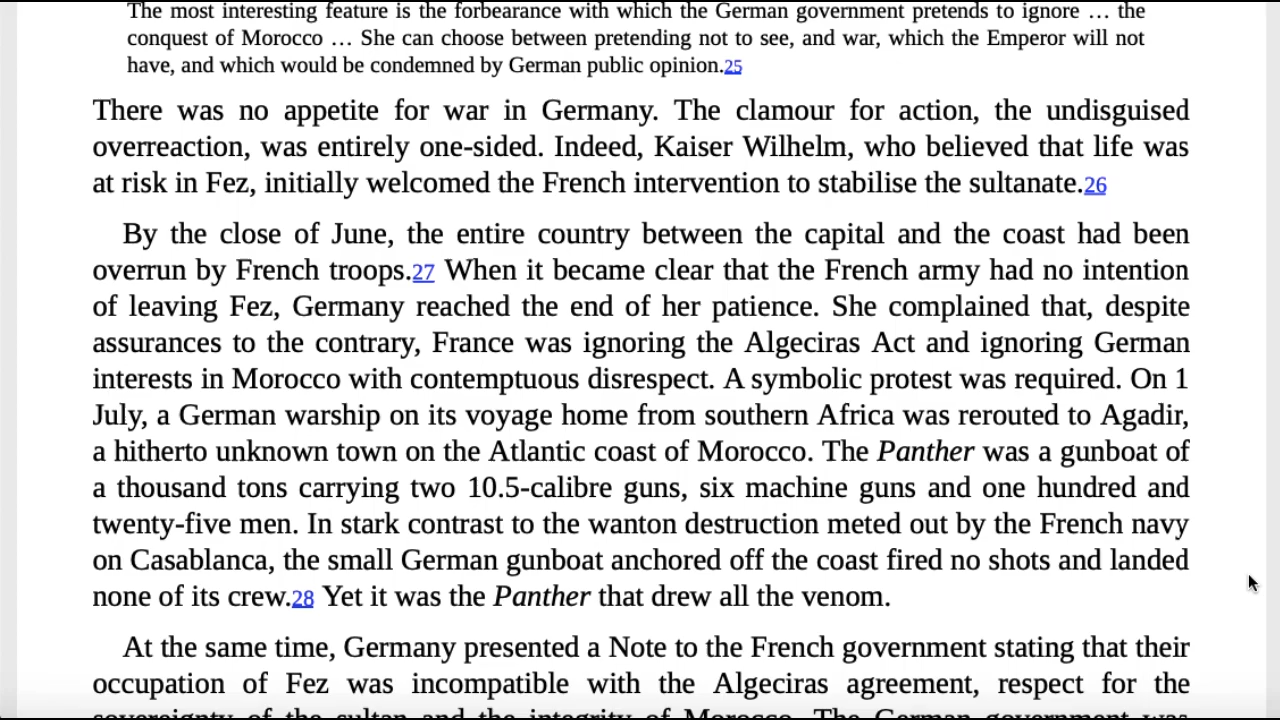 The most interesting feature is the forbearance with which the German government pretends to ignore … the
conquest of Morocco … She can choose between pretending not to see, and war, which the Emperor will not
have, and which would be condemned by German public opinion.25
There was no appetite for war in Germany. The clamour for action, the undisguised
overreaction, was entirely one-sided. Indeed, Kaiser Wilhelm, who believed that life was
at risk in Fez, initially welcomed the French intervention to stabilise the sultanate.26
By the close of June, the entire country between the capital and the coast had been
overrun by French troops.27 When it became clear that the French army had no intention
of leaving Fez, Germany reached the end of her patience. She complained that, despite
assurances to the contrary, France was ignoring the Algeciras Act and ignoring German
interests in Morocco with contemptuous disrespect. A symbolic protest was required. On 1
July, a German warship on its voyage home from southern Africa was rerouted to Agadir,
a hitherto unknown town on the Atlantic coast of Morocco. The Panther was a gunboat of
a thousand tons carrying two 10.5-calibre guns, six machine guns and one hundred and
twenty-five men. In stark contrast to the wanton destruction meted out by the French navy
on Casablanca, the small German gunboat anchored off the coast fired no shots and landed
none of its crew.28 Yet it was the Panther that drew all the venom.
At the same time, Germany presented a Note to the French government stating that their
occupation of Fez was incompatible with the Algeciras agreement, respect for the
sovereignty of the sultan and the integrity of Morocco. The German government was